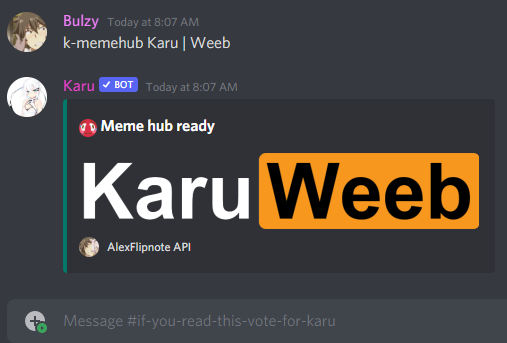 Bulzy Today at 8:07 AM
k-memehub Karu | Weeb
Karu BOT Today at 8:07 AM
Meme hub ready
Karu Weeb
AlexFlipnote API
Message #if-you-read-this-vote-for-karu